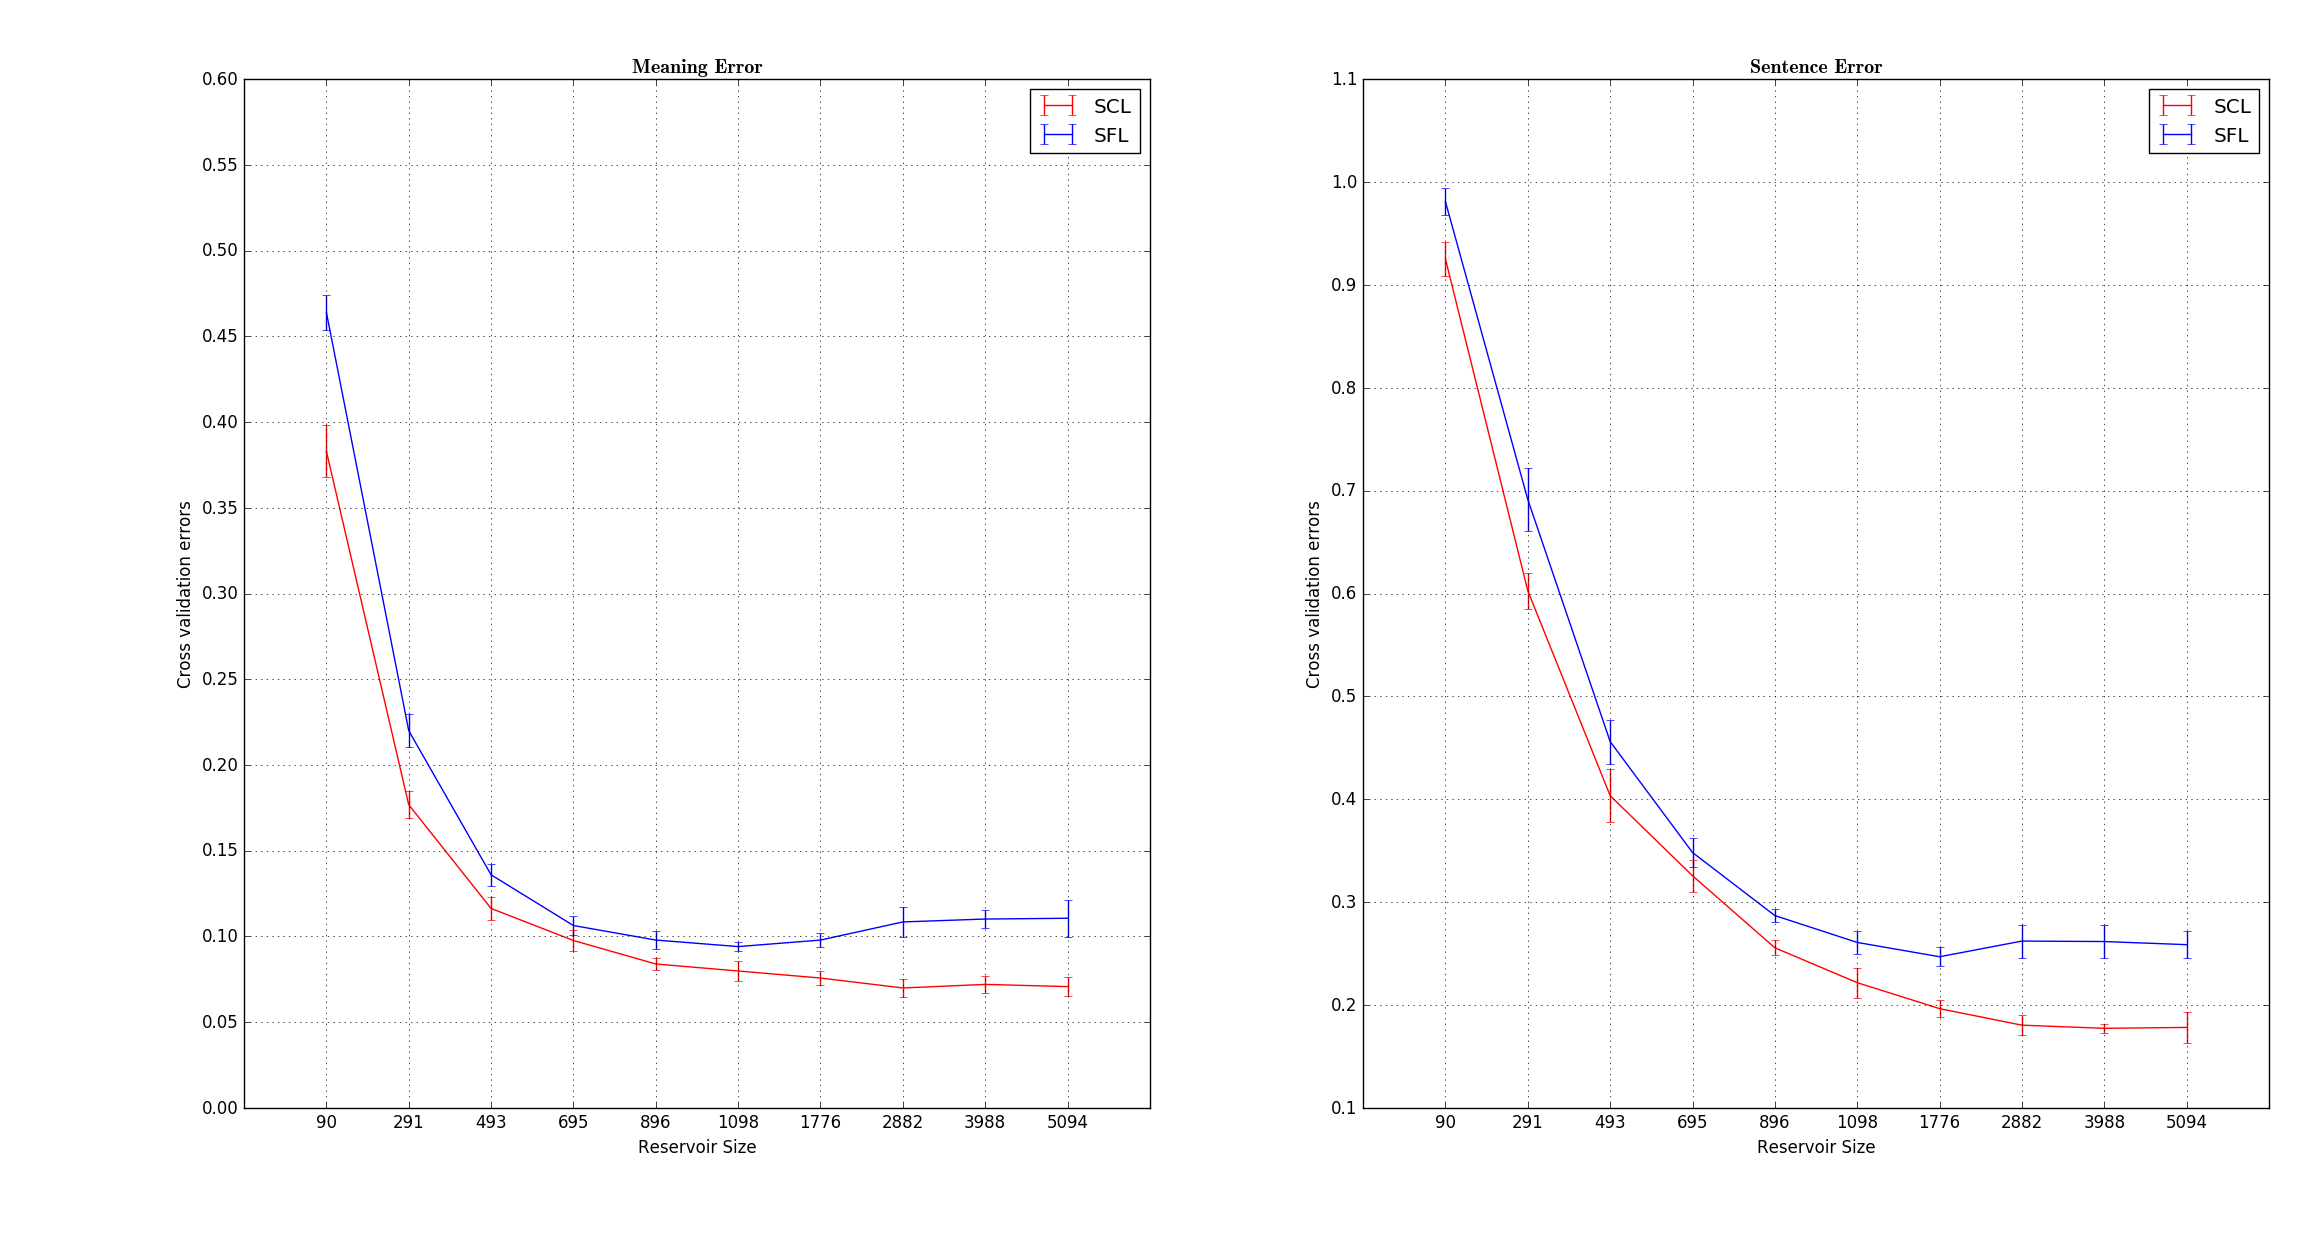 Meaning Error
0.60
0.55
0.50
0.45
0.40
0.35
0.30
0.25
0.20
0.15
0.10
0.05
0.00
Cross validation errors
SCL
SFL
90 291 493 695 896 1098 1776 2882 3988 5094
Reservoir Size
Sentence Error
1.1
1.0
0.9
0.8
0.7
0.6
0.5
0.4
0.3
0.2
0.1
Cross validation errors
SCL
SFL
90 291 493 695 896 1098 1776 2882 3988 5094
Reservoir Size